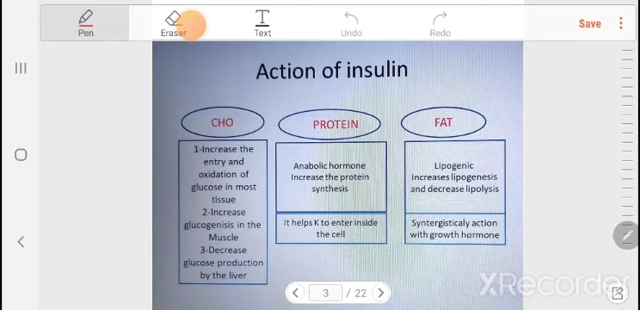 Pen
Eraser
Text
Undo
Redo
Save
Action of insulin
CHO
PROTEIN
FAT
1-Increase the
entry and
oxidation of
glucose in most
tissue
2-Increase
glucogenisis in the
Muscle
3-Decrease
glucose production
by the liver
Anabolic hormone
Increase the protein
synthesis
It helps K to enter inside
the cell
Lipogenic
Increases lipogenesis
and decrease lipolysis
Syntergisticaly action
with growth hormone
3 / 22
XRecorder